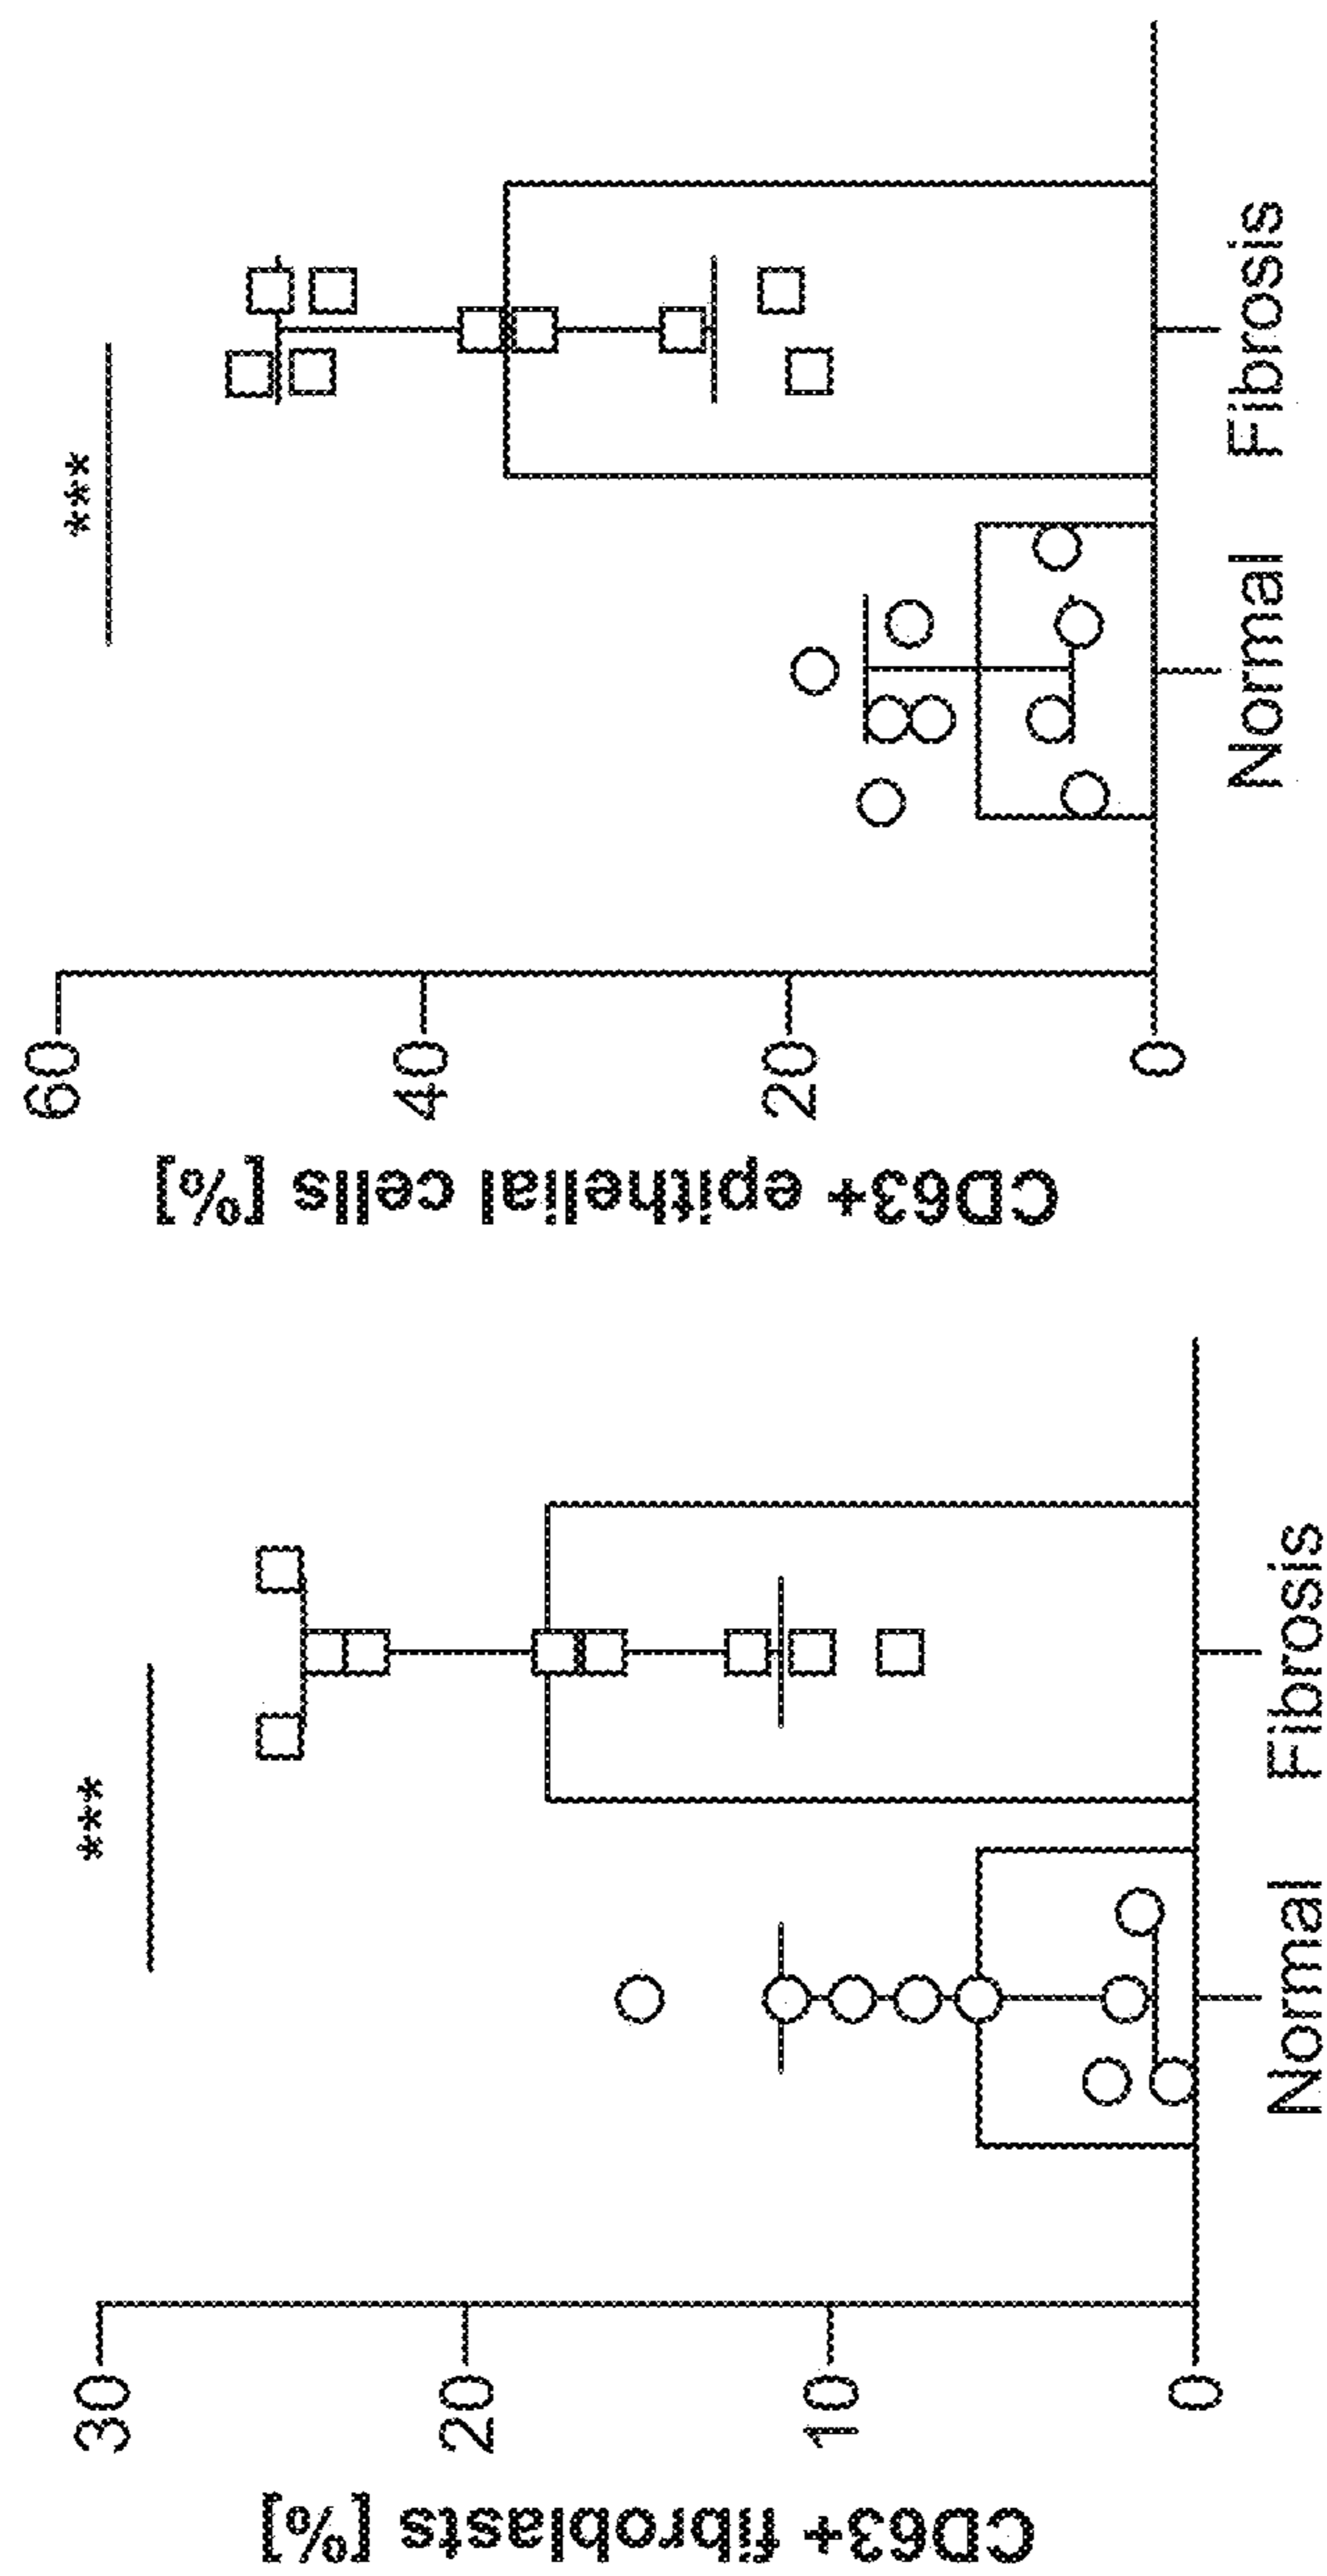 CD63+ fibroblasts [%]
30
20
10
0
***
Normal
Fibrosis
CD63+ epithelial cells [%]
60
40
20
0
***
Normal
Fibrosis